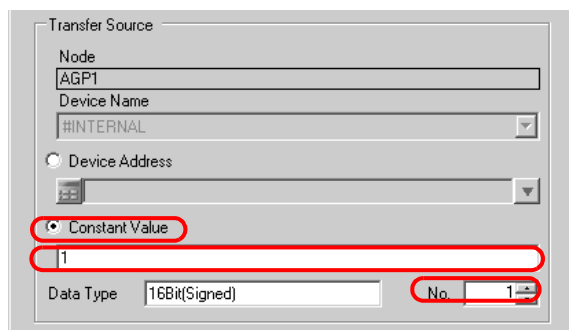 Transfer Source
Node
AGP1
Device Name
#INTERNAL
Device Address
Constant Value
1
Data Type 16Bit(Signed) No. 1